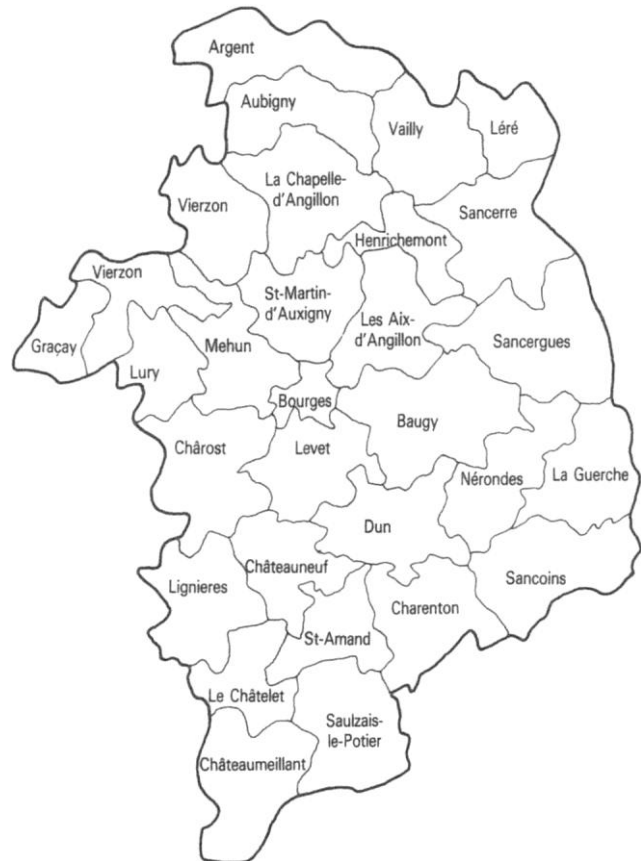 Argent
Aubigny
Vailly
Léré
La Chapelle-
d'Angillon
Vierzon
Sancerre
Henrichemont
Vierzon
St-Martin-
d'Auxigny
Les Aix-
d'Angillon
Graçay
Mehun
Sancergues
Lury
Bourges
Baugy
Chârost
Levet
Nérondes
La Guerche
Dun
Châteauneuf
Sancoins
Lignieres
Charenton
St-Amand
Le Châtelet
Saulzais-
le-Potier
Châteaumeillant